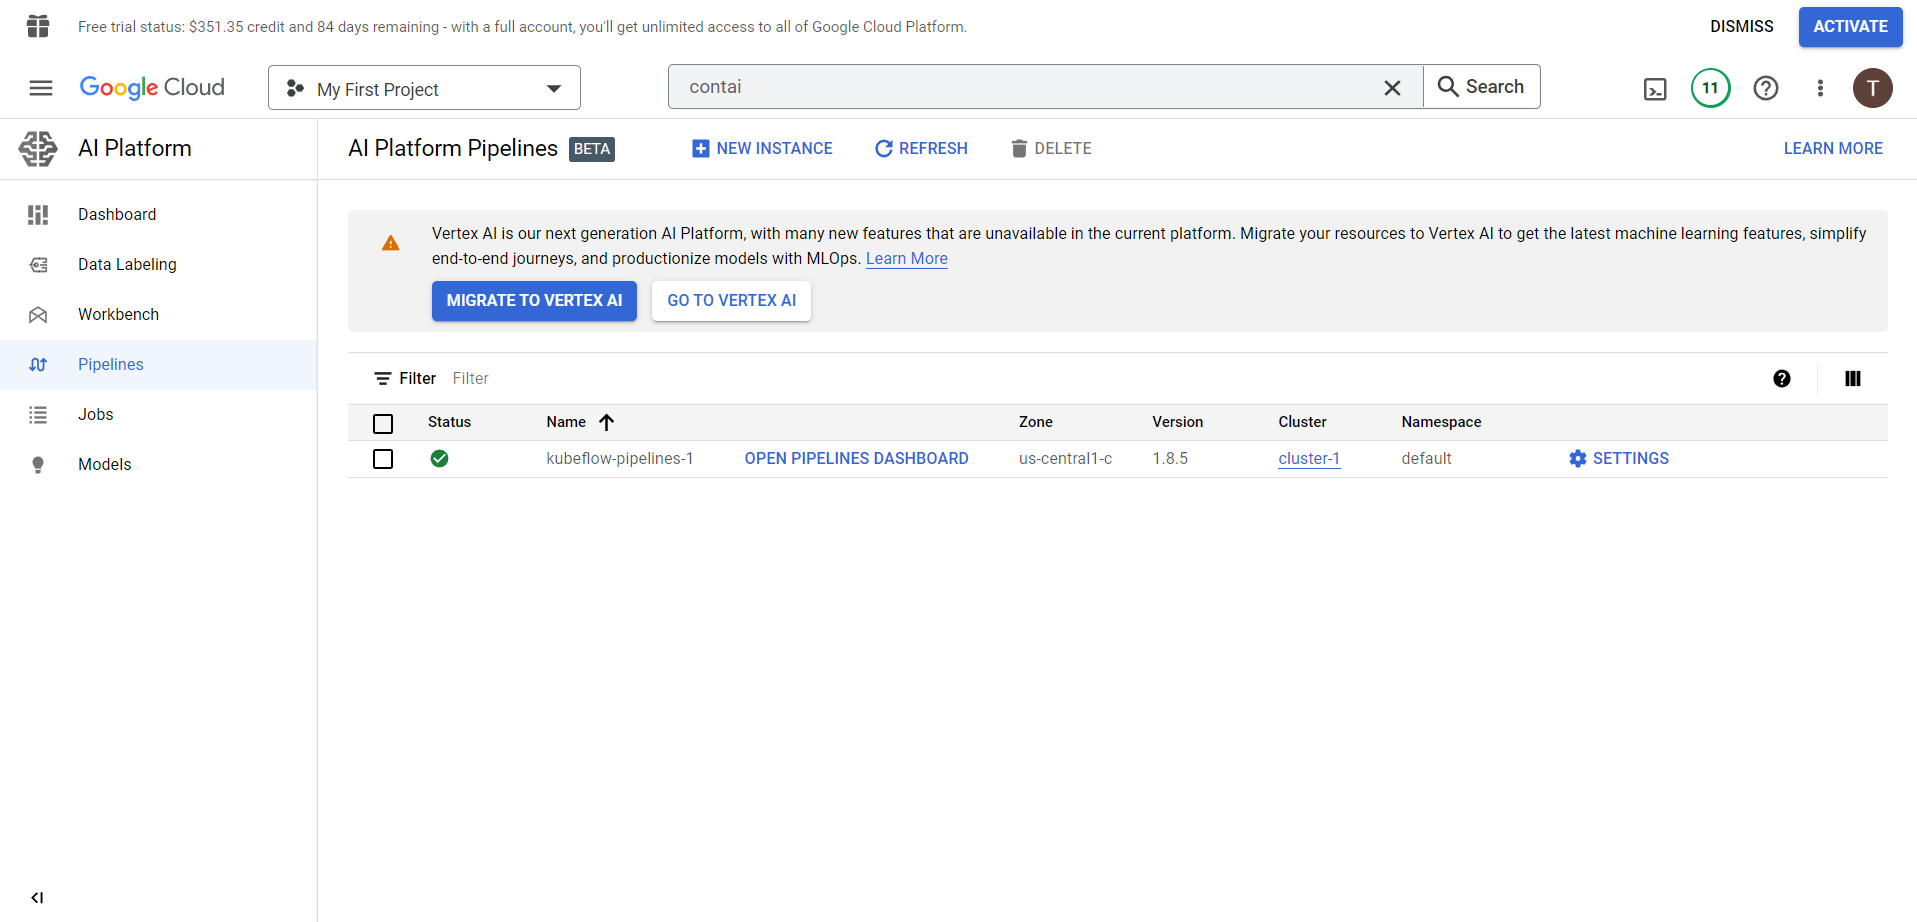 Free trial status: $351.35 credit and 84 days remaining - with a full account, you'll get unlimited access to all of Google Cloud Platform.
DISMISS
ACTIVATE
Google Cloud
My First Project
contai
Search
11
T
AI Platform
AI Platform Pipelines
BETA
NEW INSTANCE
REFRESH
DELETE
LEARN MORE
Dashboard
Data Labeling
Workbench
Pipelines
Jobs
Models
Vertex AI is our next generation AI Platform, with many new features that are unavailable in the current platform. Migrate your resources to Vertex AI to get the latest machine learning features, simplify
end-to-end journeys, and productionize models with MLOps. Learn More
MIGRATE TO VERTEX AI
GO TO VERTEX AI
Filter Filter
Status Name Zone Version Cluster Namespace
kubeflow-pipelines-1 OPEN PIPELINES DASHBOARD us-central1-c 1.8.5 cluster-1 default SETTINGS